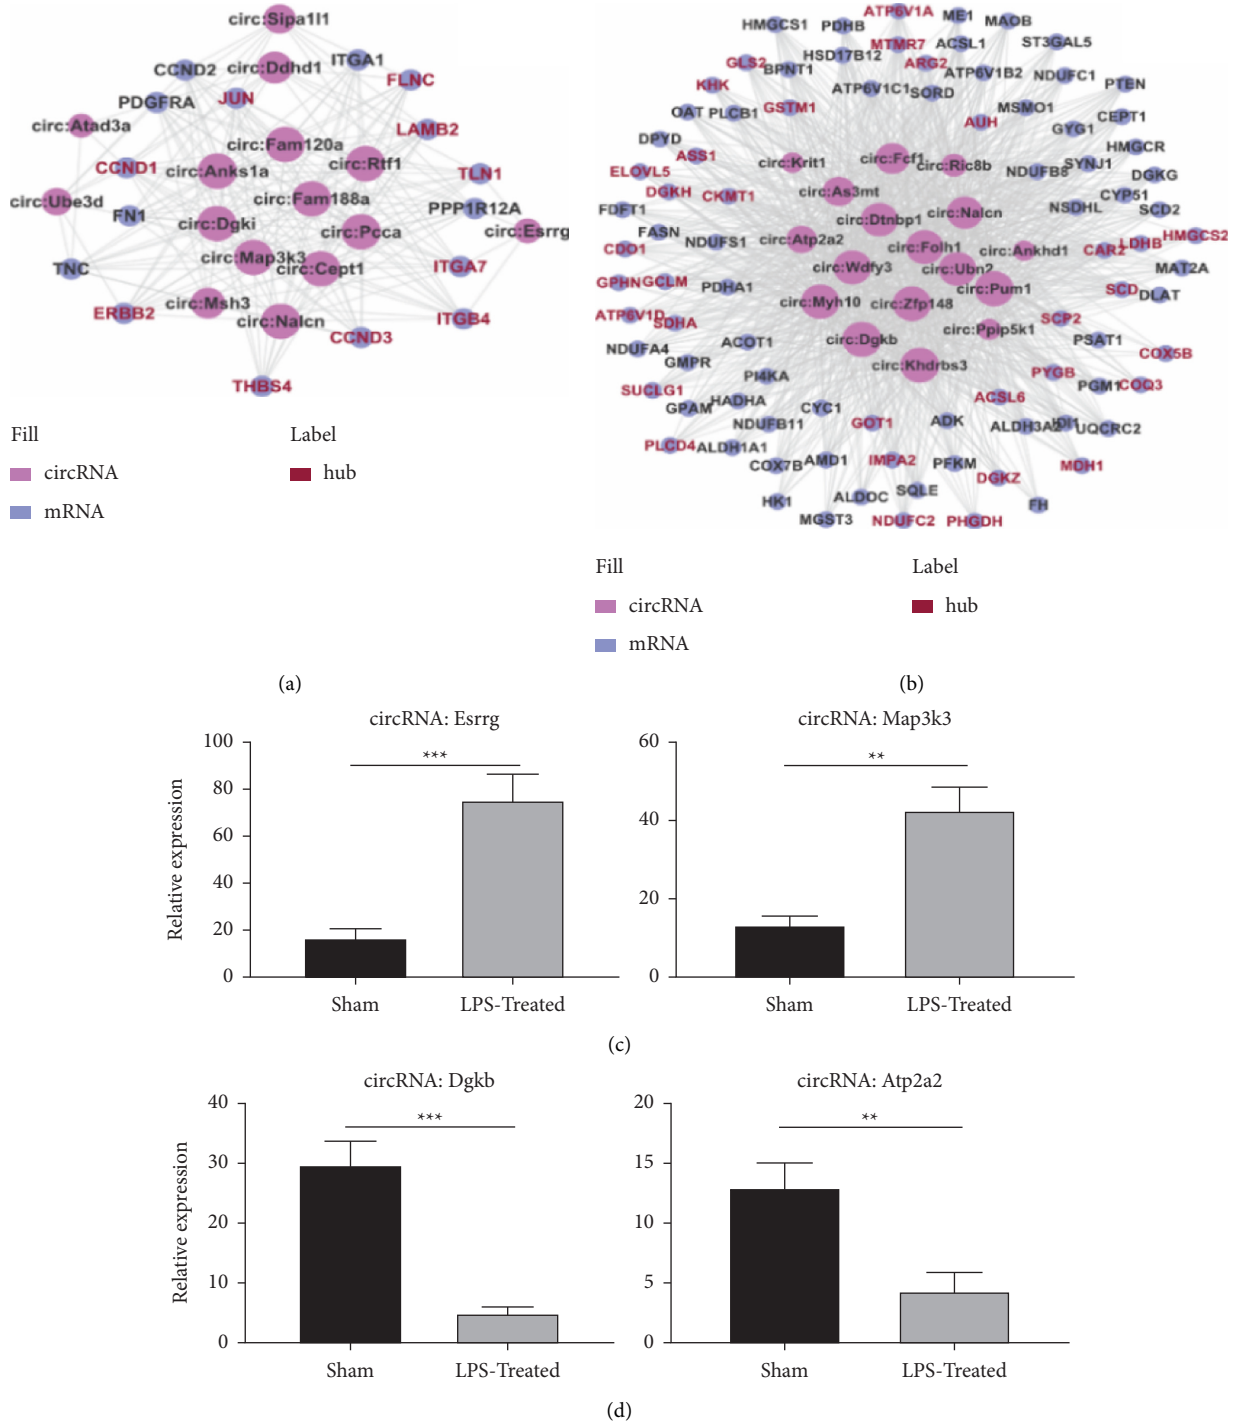 circ:Sipa1l1
circ:Ddhd1
ITGA1
CCND2
FLNC
PDGFRA
JUN
circ:Atad3a
LAMB2
circ:Fam120a
CCND1
circ:Anks1a
circ:Rtf1
TLN1
circ:Ube3d
circ:Fam188a
FN1
circ:Dgki
PPP1R12A
circ:Pcca
circ:Esrrg
TNC
circ:Map3k3
circ:Cept1
ITGA7
ERBB2
circ:Msh3
circ:Nalcn
CCND3
ITGB4
THBS4
Fill
Label
circRNA
hub
mRNA
(a)
ATP6V1A
HMGCS1
PDHB
ME1
MAOB
MTMR7
ACSL1
ST3GAL5
HSD17B12
GLS2
BPNT1
ARG2
ATP6V1B2
NDUFC1
KHK
ATP6V1C1
SORD
PTEN
OAT
PLCB1
GSTM1
MSMO1
AUH
GYG1
CEPT1
DPYD
HMGCR
ASS1
circ:Krit1
circ:Fcf1
circ:Ric8b
SYNJ1
ELOVL5
NDUFB8
DGKG
DGKH
CKMT1
circ:As3mt
CYP51
FDFT1
circ:Dtnbp1
circ:Nalcn
NSDHL
SCD2
FASN
NDUFS1
circ:Atp2a2
circ:Folh1
circ:Ankhd1
CAR2
LDHB
HMGCS2
CDO1
circ:Wdfy3
circ:Ubn2
MAT2A
GPHN
GCLM
PDHA1
circ:Pum1
SCD
DLAT
circ:Myh10
circ:Zfp148
ATP6V1D
SDHA
circ:Ppip5k1
SCP2
NDUFA4
ACOT1
circ:Dgkb
PSAT1
COX5B
GMPR
circ:Khdrbs3
PI4KA
PYGB
SUCLG1
HADHA
PGM1
COQ3
GPAM
CYC1
ACSL6
NDUFB11
GOT1
ADK
ALDH3A2
IDI1
UQCRC2
PLCD4
ALDH1A1
COX7B
AMD1
IMPA2
PFKM
MDH1
DGKZ
HK1
ALDOC
SQLE
FH
MGST3
NDUFC2
PHGDH
Fill
Label
circRNA
hub
mRNA
(b)
circRNA: Esrrg
Relative expression
100
80
60
40
20
0
***
Sham
LPS-Treated
circRNA: Map3k3
60
40
20
0
**
Sham
LPS-Treated
(c)
circRNA: Dgkb
Relative expression
40
30
20
10
0
***
Sham
LPS-Treated
circRNA: Atp2a2
20
15
10
5
0
**
Sham
LPS-Treated
(d)